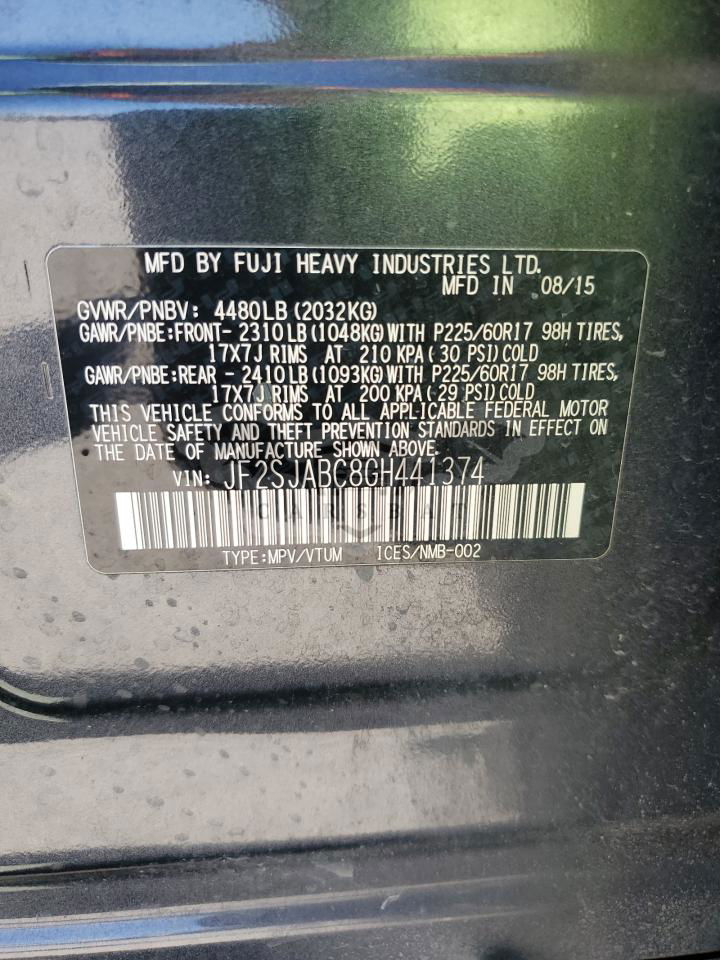 MFD BY FUJI HEAVY INDUSTRIES LTD.
MFD IN 08/15
GVWR/PNBV: 4480LB(2032KG)
GAWR/PNBE:FRONT- 2310LB(1048KG)WITH P225/60R17 98H TIRES,
17X7J RIMS AT 210 KPA(30 PSI)COLD
GAWR/PNBE:REAR - 2410LB(1093KG)WITH P225/60R17 98H TIRES,
17X7J RIMS AT 200 KPA(29 PSI)COLD
THIS VEHICLE CONFORMS TO ALL APPLICABLE FEDERAL MOTOR
VEHICLE SAFETY AND THEFT PREVENTION STANDARDS IN EFFECT ON
THE DATE OF MANUFACTURE SHOWN ABOVE.
VIN: JF2SJABC8GH441374
TYPE:MPV/VTUM ICES/NMB-002